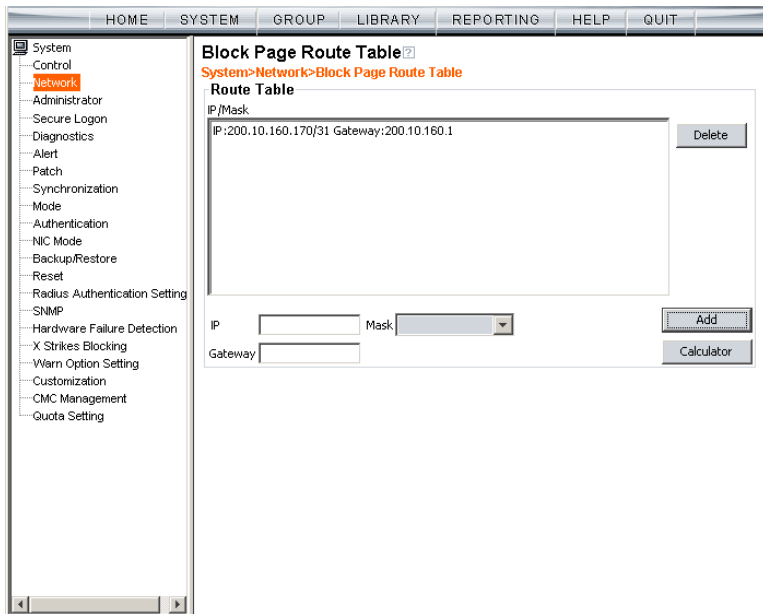 HOME SYSTEM GROUP LIBRARY REPORTING HELP QUIT
System
Control
Network
Administrator
Secure Logon
Diagnostics
Alert
Patch
Synchronization
Mode
Authentication
NIC Mode
Backup/Restore
Reset
Radius Authentication Setting
SNMP
Hardware Failure Detection
X Strikes Blocking
Warn Option Setting
Customization
CMC Management
Quota Setting
Block Page Route Table ?
System>Network>Block Page Route Table
Route Table
IP/Mask
IP:200.10.160.170/31 Gateway:200.10.160.1
Delete
IP Mask Add
Gateway Calculator